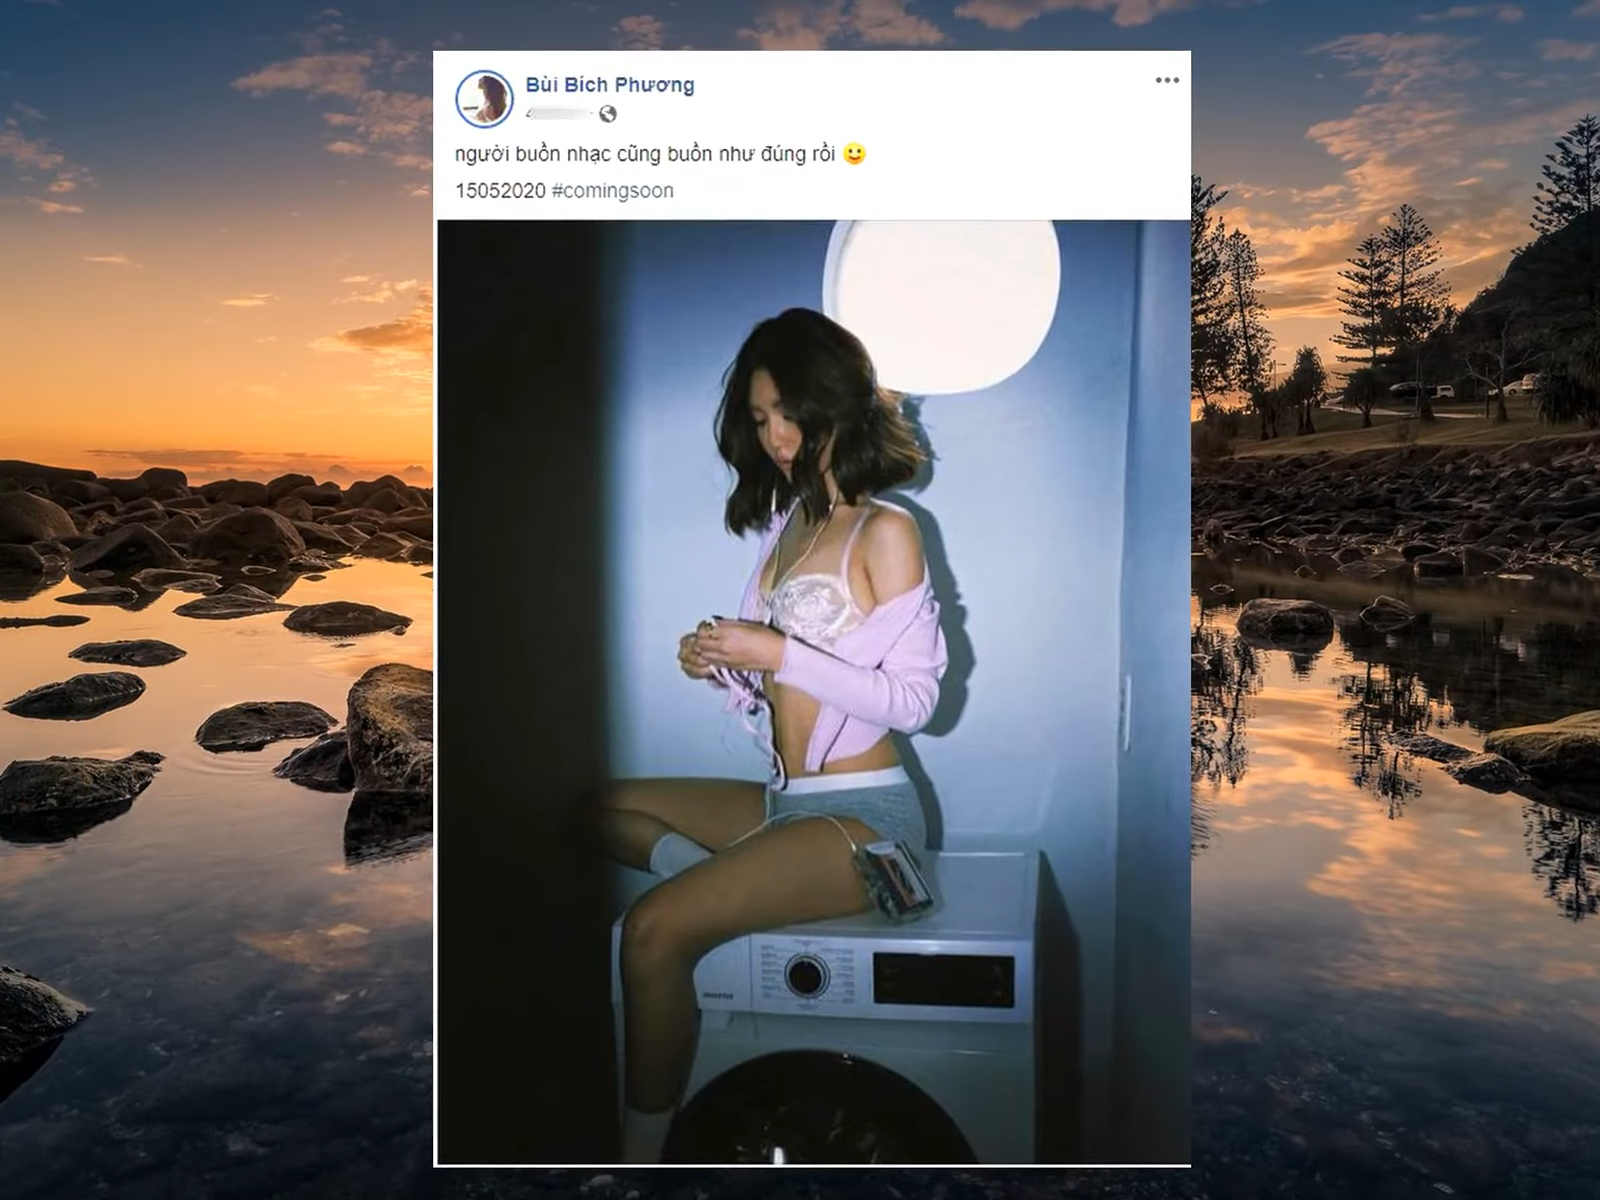 Bùi Bích Phương
người buồn nhạc cũng buồn như đúng rồi 🙂
15052020 #comingsoon